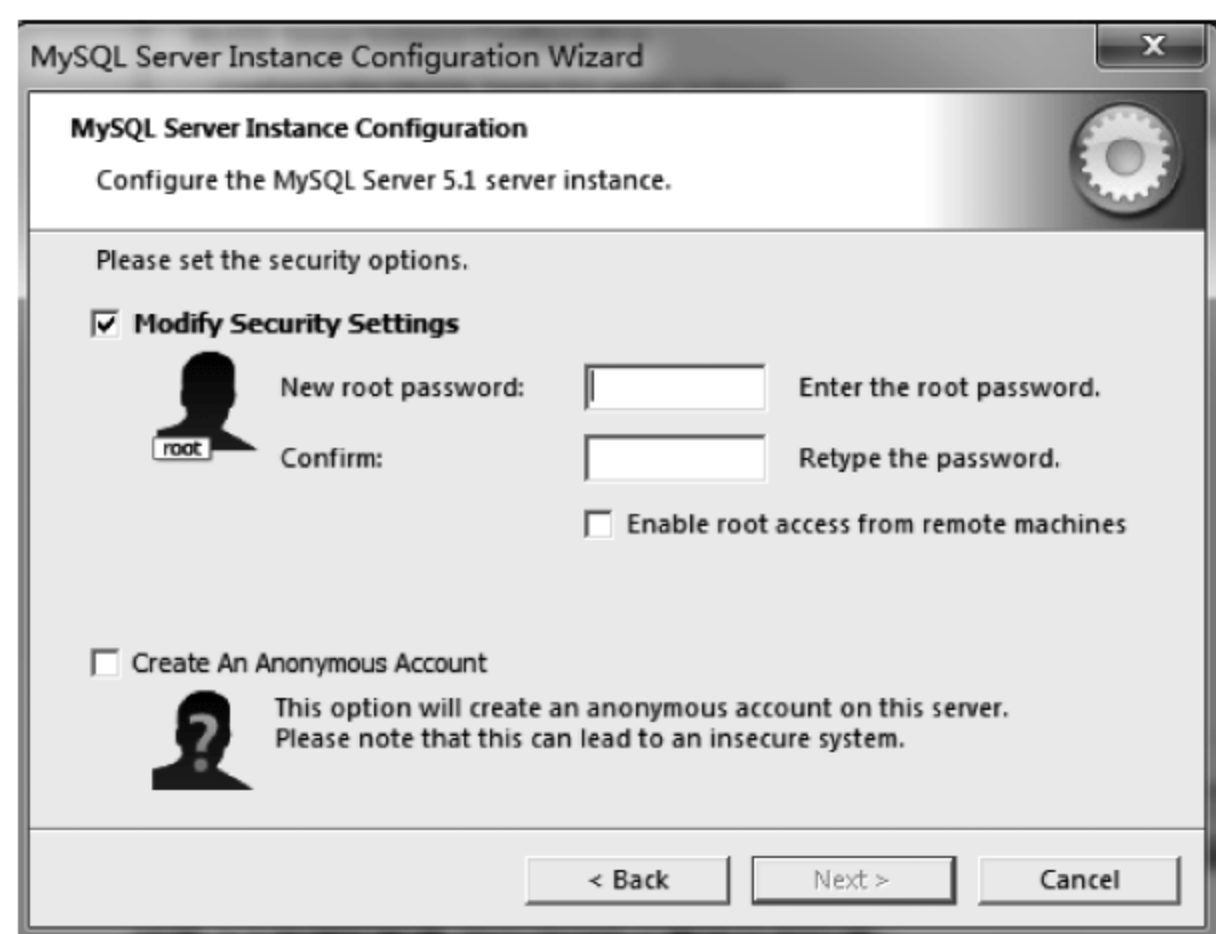 MySQL Server Instance Configuration Wizard
x
MySQL Server Instance Configuration
Configure the MySQL Server 5.1 server instance.
Please set the security options.
Modify Security Settings
New root password:
Enter the root password.
root
Confirm:
Retype the password.
Enable root access from remote machines
Create An Anonymous Account
?
This option will create an anonymous account on this server.
Please note that this can lead to an insecure system.
< Back
Next >
Cancel